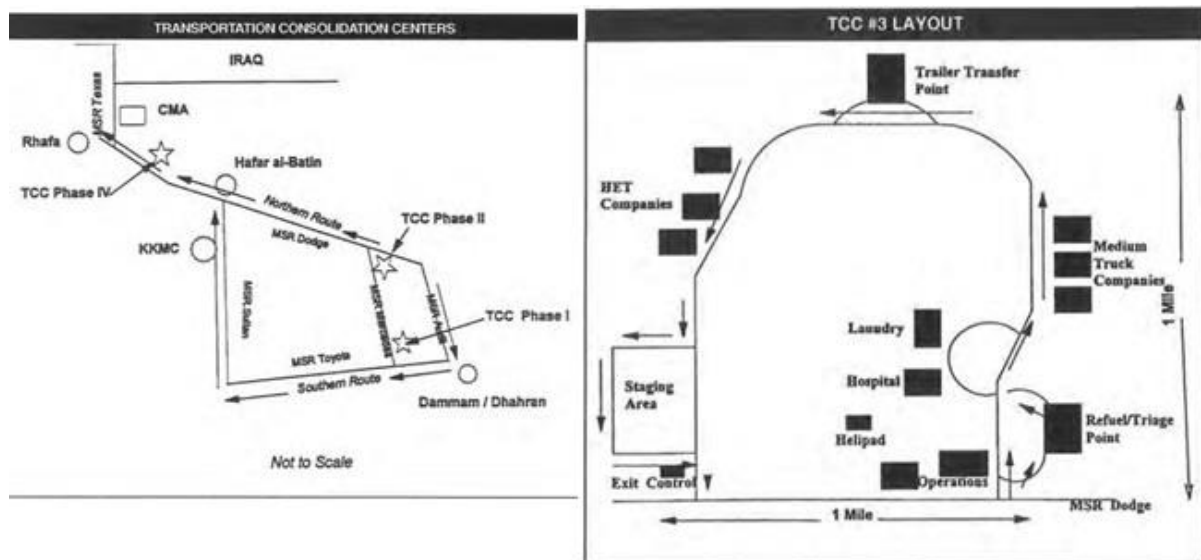 TRANSPORTATION CONSOLIDATION CENTERS
IRAQ
MSR Texas
CMA
Rhafa
Hafar al-Batin
TCC Phase IV
Northern Route
TCC Phase II
MSR Dodge
KKMC
MSR Sultan
MSR Mercedes
MSR Audi
TCC Phase I
MSR Toyota
Southern Route
Dammam / Dhahran
Not to Scale
TCC #3 LAYOUT
Trailer Transfer
Point
HET
Companies
Medium
Truck
Companies
1 Mile
Laundry
Staging
Area
Hospital
Refuel/Triage
Point
Helipad
Exit Control
Operations
MSR Dodge
1 Mile